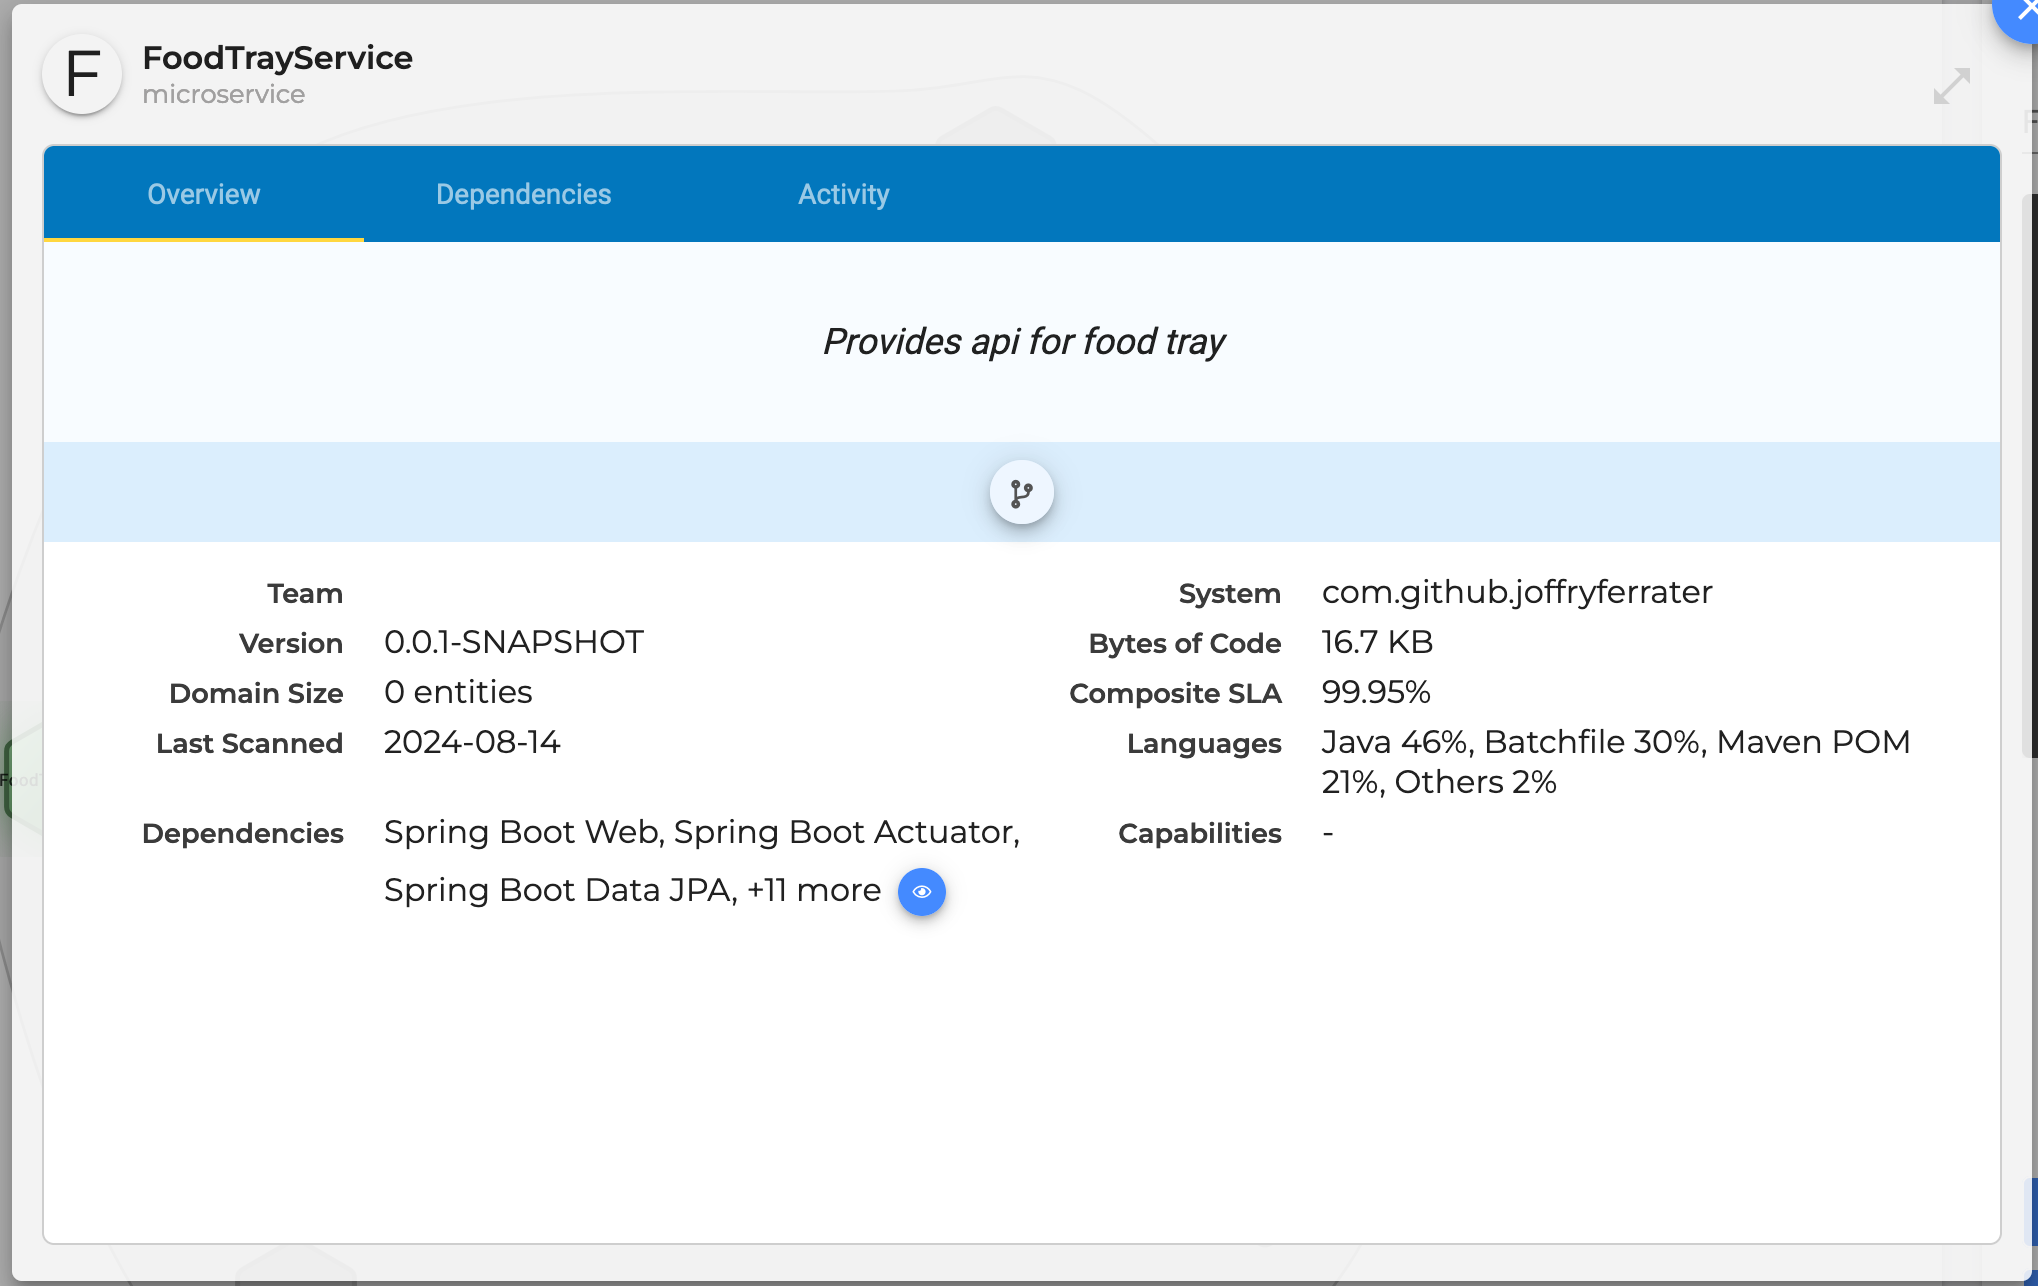 FoodTrayService
microservice
Overview
Dependencies
Activity
Provides api for food tray
Team
Version 0.0.1-SNAPSHOT
Domain Size 0 entities
Last Scanned 2024-08-14
Dependencies Spring Boot Web, Spring Boot Actuator,
Spring Boot Data JPA, +11 more
System com.github.joffryferrater
Bytes of Code 16.7 KB
Composite SLA 99.95%
Languages Java 46%, Batchfile 30%, Maven POM
21%, Others 2%
Capabilities -
F